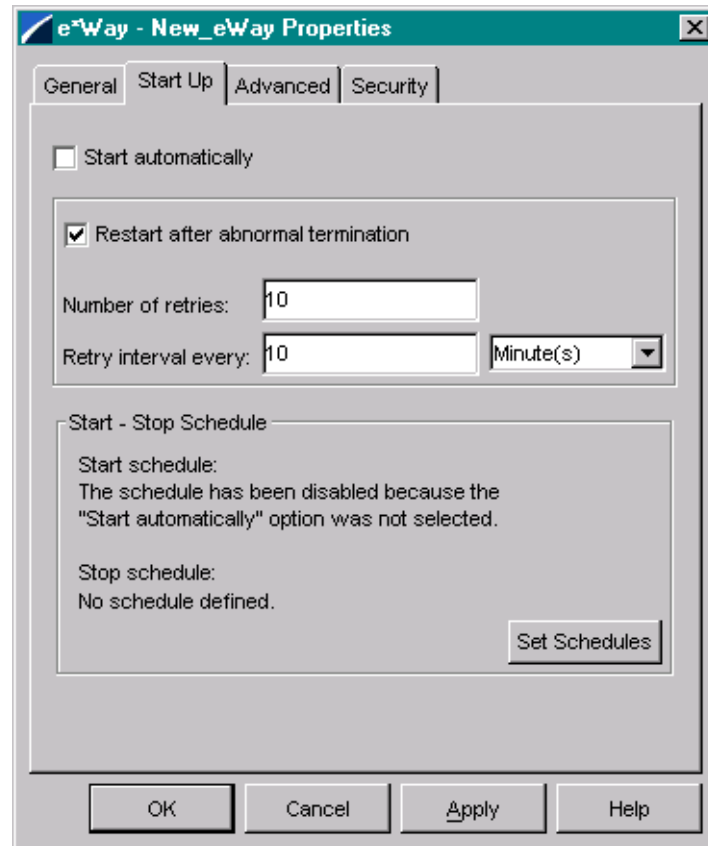 e*Way - New_eWay Properties
General Start Up Advanced Security
Start automatically
Restart after abnormal termination
Number of retries: 10
Retry interval every: 10 Minute(s)
Start - Stop Schedule
Start schedule:
The schedule has been disabled because the
"Start automatically" option was not selected.
Stop schedule:
No schedule defined.
Set Schedules
OK Cancel Apply Help